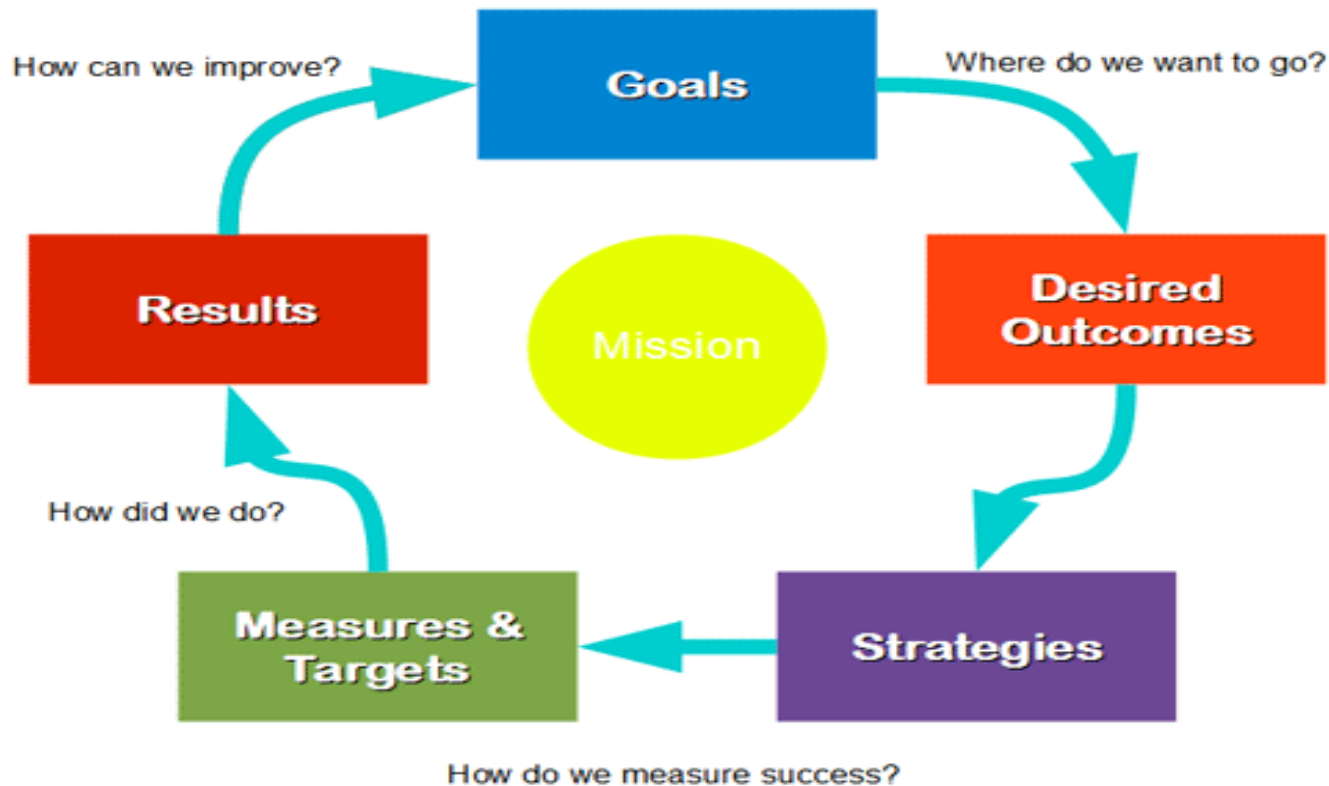 How can we improve?
Goals
Where do we want to go?
Results
Mission
Desired
Outcomes
How did we do?
Measures &
Targets
Strategies
How do we measure success?